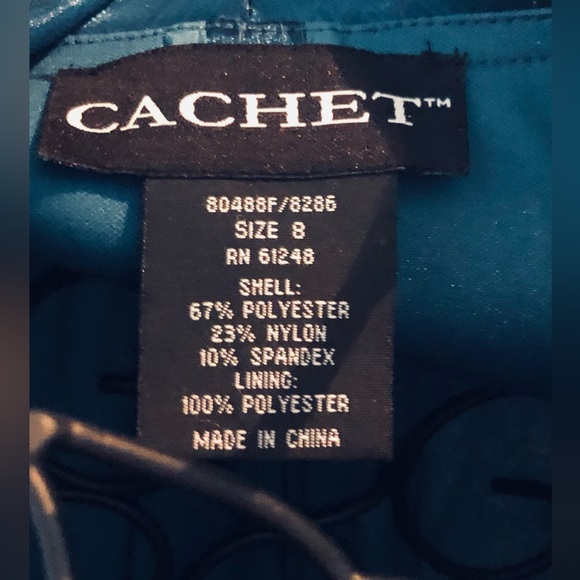 CACHET™
80488F/8286
SIZE 8
RN 61248
SHELL:
67% POLYESTER
23% NYLON
10% SPANDEX
LINING:
100% POLYESTER
MADE IN CHINA